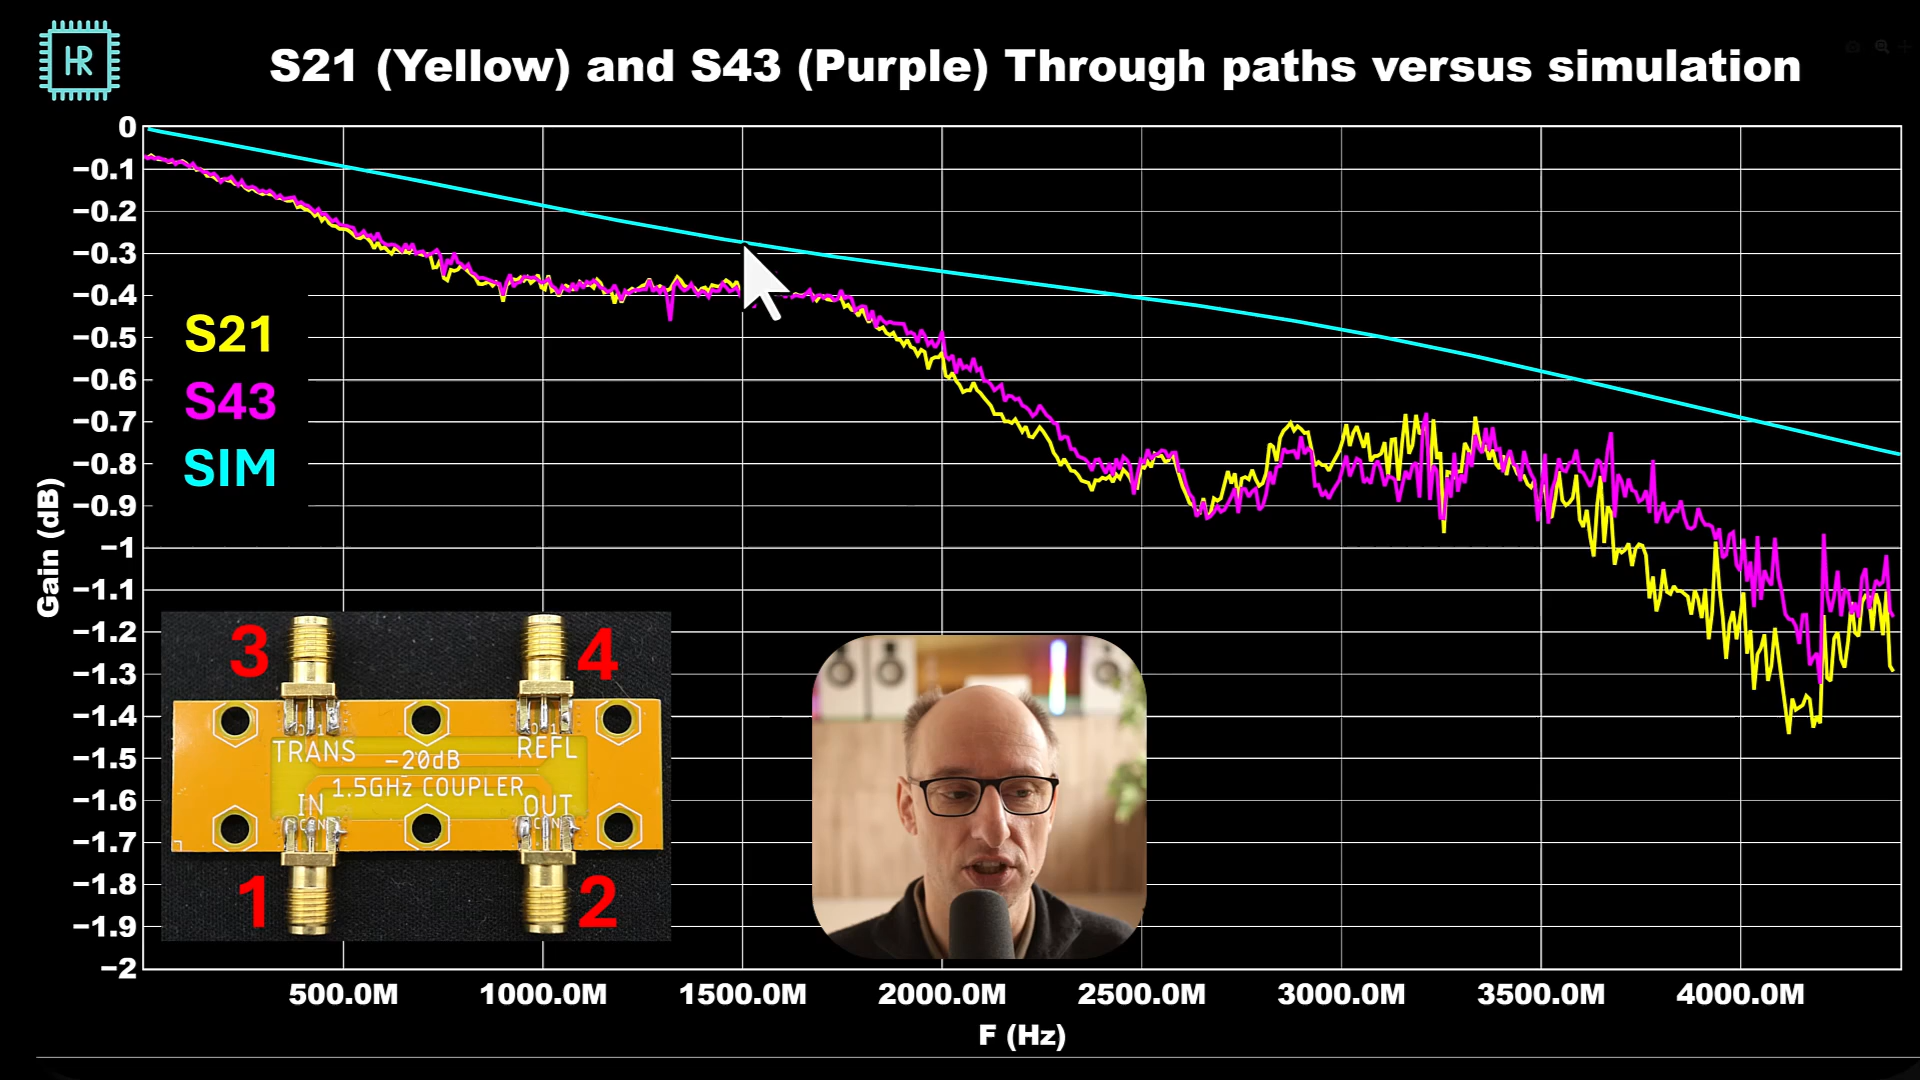 HR
S21 (Yellow) and S43 (Purple) Through paths versus simulation
0
−0.1
−0.2
−0.3
−0.4
−0.5
−0.6
−0.7
−0.8
−0.9
−1
−1.1
−1.2
−1.3
−1.4
−1.5
−1.6
−1.7
−1.8
−1.9
−2
Gain (dB)
S21
S43
SIM
3
4
TRANS
REFL
−20dB
1.5GHz COUPLER
IN
OUT
1
2
500.0M
1000.0M
1500.0M
2000.0M
2500.0M
3000.0M
3500.0M
4000.0M
F (Hz)